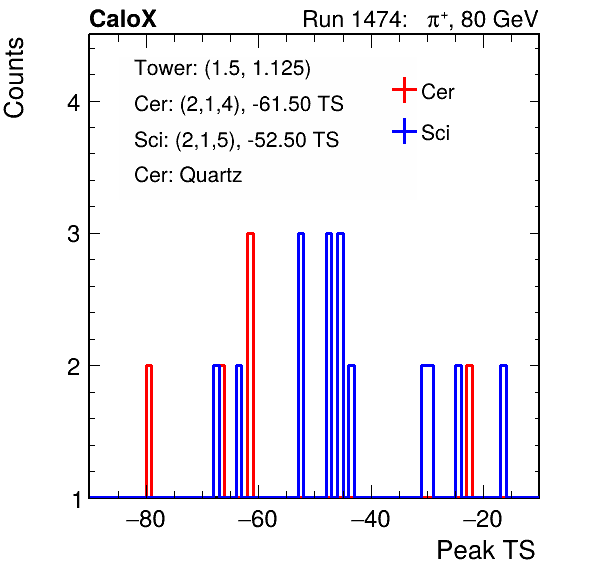 CaloX
Run 1474: π⁺, 80 GeV
Counts
Tower: (1.5, 1.125)
Cer: (2,1,4), -61.50 TS
Sci: (2,1,5), -52.50 TS
Cer: Quartz
Cer
Sci
4
3
2
1
−80 −60 −40 −20
Peak TS